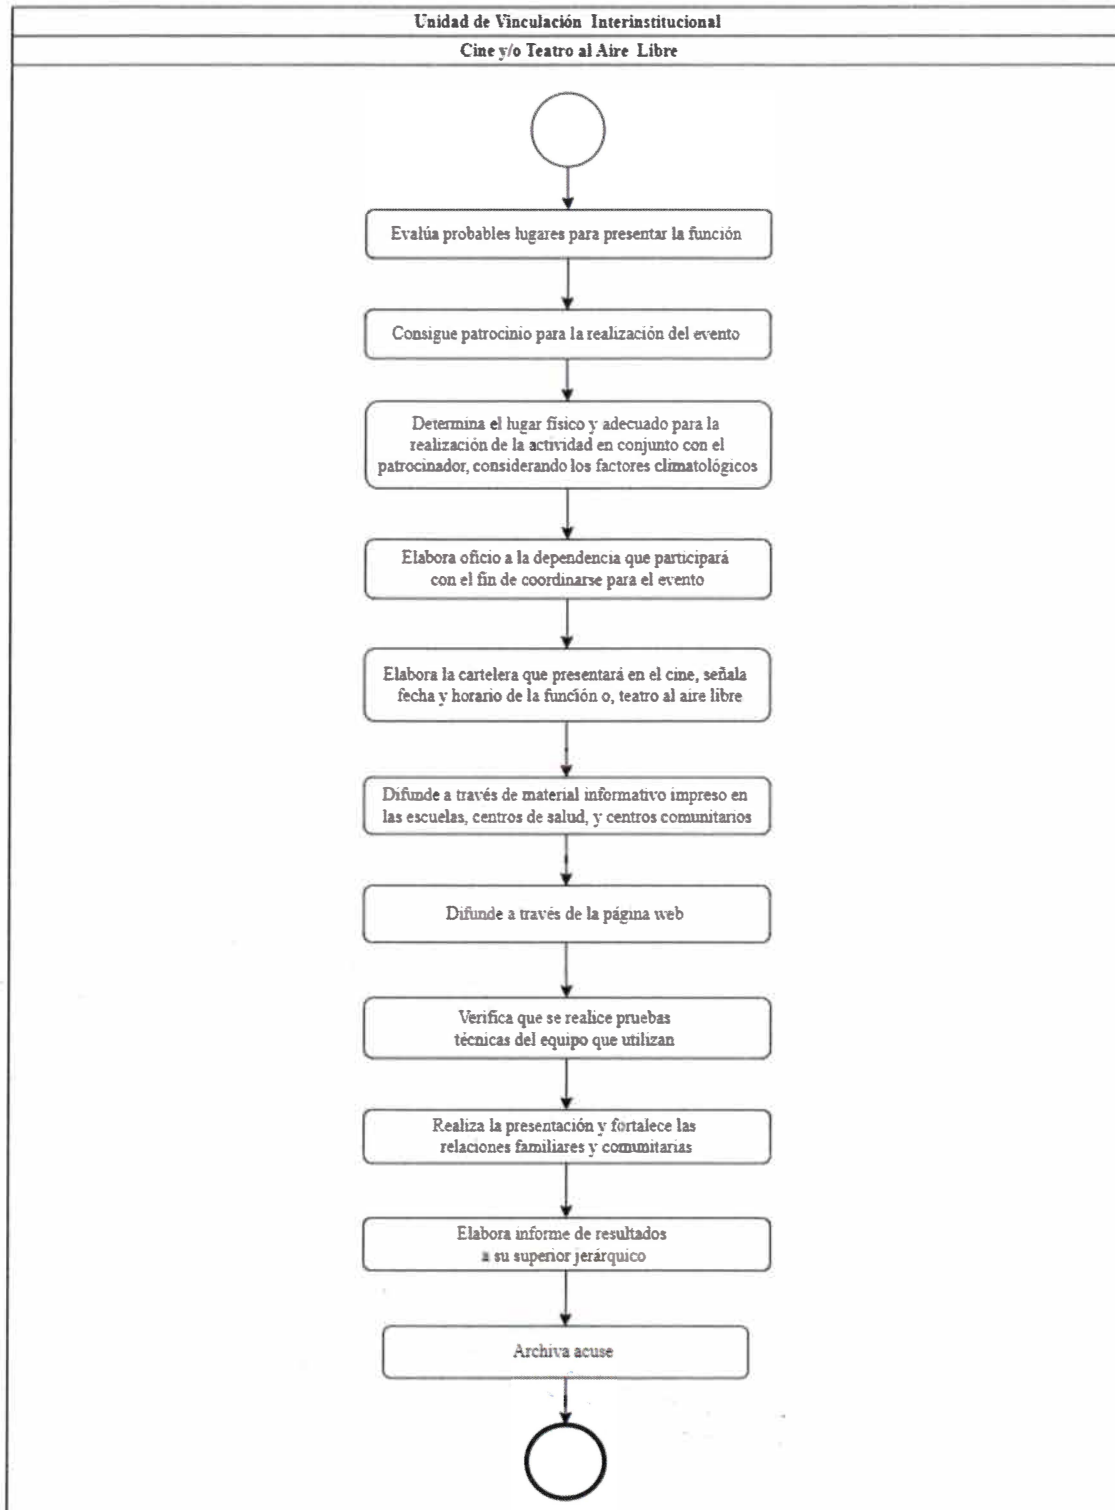 Unidad de Vinculación Interinstitucional
Cine y/o Teatro al Aire Libre
Evalúa probables lugares para presentar la función
Consigue patrocinio para la realización del evento
Determina el lugar físico y adecuado para la
realización de la actividad en conjunto con el
patrocinador, considerando los factores climatológicos
Elabora oficio a la dependencia que participará
con el fin de coordinarse para el evento
Elabora la cartelera que presentará en el cine, señala
fecha y horario de la función o, teatro al aire libre
Difunde a través de material informativo impreso en
las escuelas, centros de salud, y centros comunitarios
Difunde a través de la página web
Verifica que se realice pruebas
técnicas del equipo que utilizan
Realiza la presentación y fortalece las
relaciones familiares y comunitarias
Elabora informe de resultados
a su superior jerárquico
Archiva acuse